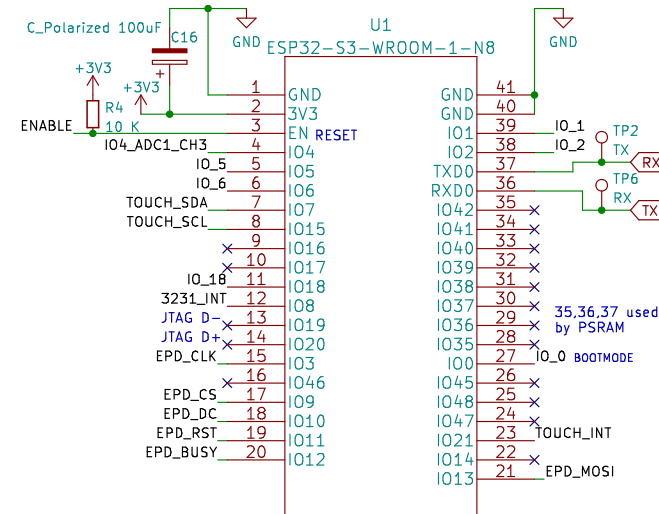 U1
C_Polarized 100uF
C16
GND
GND
ESP32-S3-WROOM-1-N8
+
+3V3
+3V3
R4
10 K
ENABLE
1 GND
2 3V3
3 EN RESET
IO4_ADC1_CH3 4 IO4
IO_5 5 IO5
IO_6 6 IO6
TOUCH_SDA 7 IO7
TOUCH_SCL 8 IO15
9 IO16
10 IO17
IO_18 11 IO18
3231_INT 12 IO8
JTAG D- 13 IO19
JTAG D+ 14 IO20
EPD_CLK 15 IO3
16 IO46
EPD_CS 17 IO9
EPD_DC 18 IO10
EPD_RST 19 IO11
EPD_BUSY 20 IO12
GND 41
GND 40
IO1 39 IO_1
IO2 38 IO_2
TXD0 37
RXD0 36
TP2
TX
RX
TP6
RX
TX
IO42 35
IO41 34
IO40 33
IO39 32
IO38 31
IO37 30
IO36 29
IO35 28
35,36,37 used
by PSRAM
IO0 27 IO_0 BOOTMODE
IO45 26
IO48 25
IO47 24
IO21 23 TOUCH_INT
IO14 22
IO13 21 EPD_MOSI